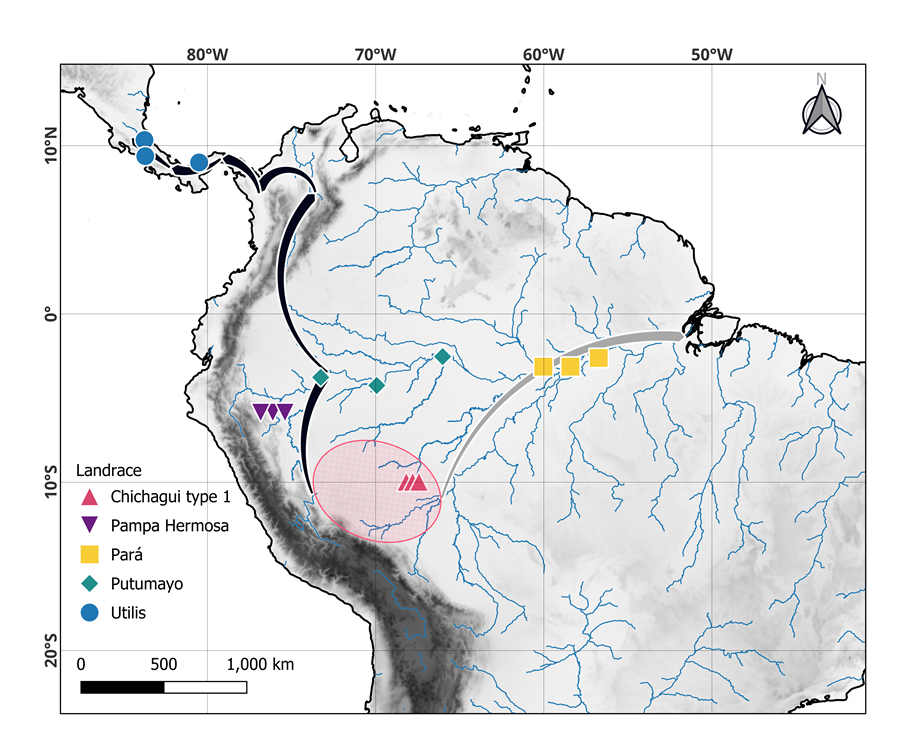 80°W 70°W 60°W 50°W
N
10°N
0°
10°S
20°S
Landrace
Chichagui type 1
Pampa Hermosa
Pará
Putumayo
Utilis
0 500 1,000 km